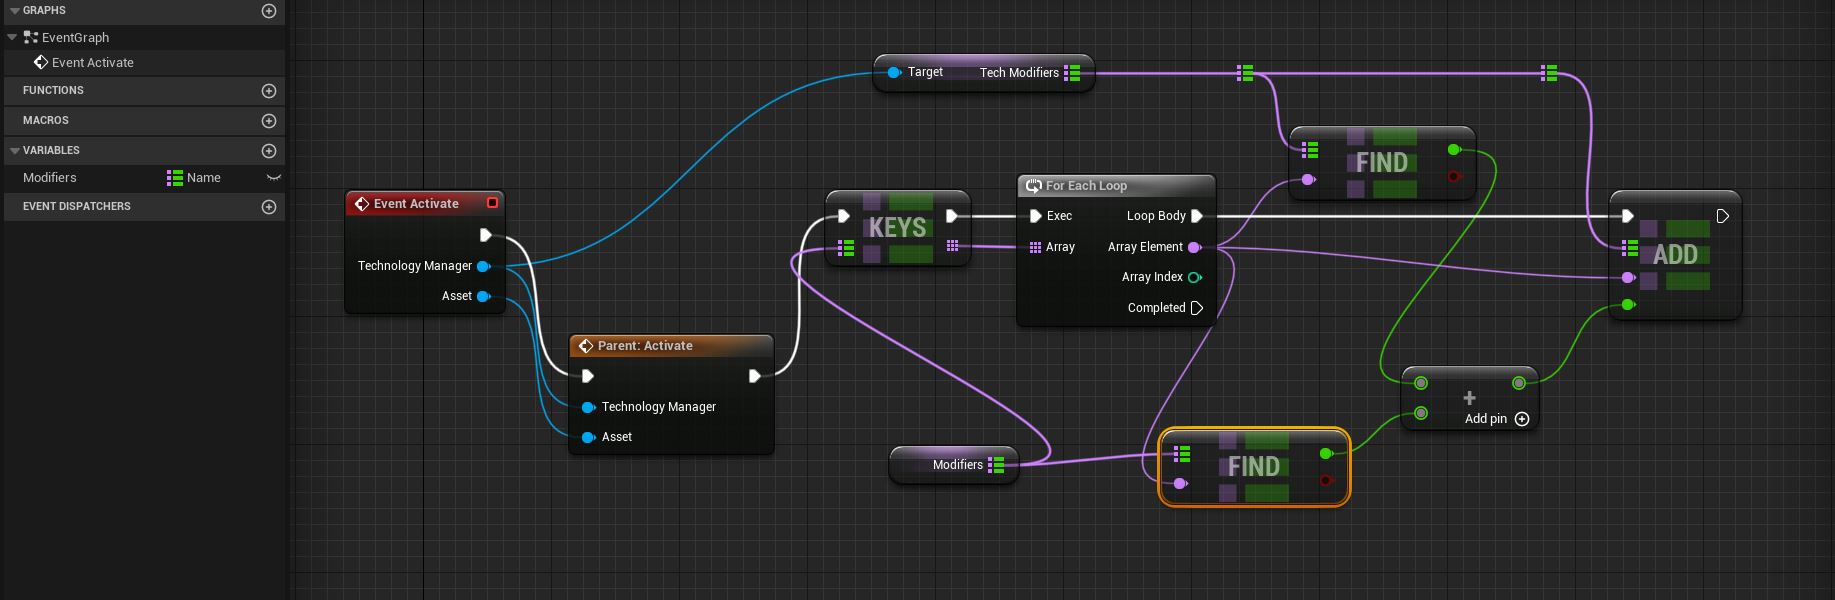 GRAPHS
EventGraph
Event Activate
FUNCTIONS
MACROS
VARIABLES
Modifiers Name
EVENT DISPATCHERS
Target Tech Modifiers
FIND
Event Activate
Technology Manager
Asset
KEYS
For Each Loop
Exec Loop Body
Array Array Element
Array Index
Completed
ADD
Parent: Activate
Technology Manager
Asset
+
Add pin
Modifiers
FIND